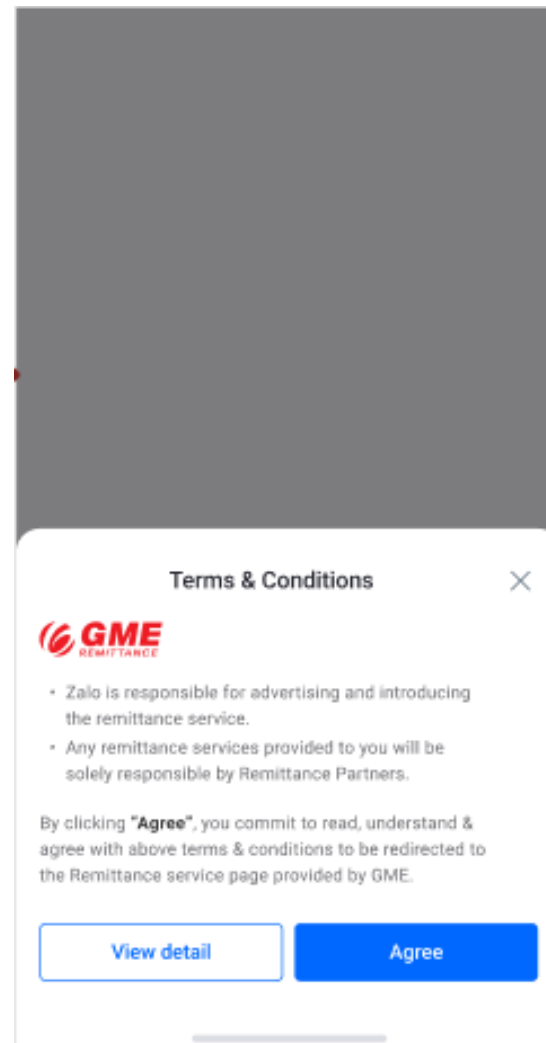 Terms & Conditions
GME
REMITTANCE
• Zalo is responsible for advertising and introducing
the remittance service.
• Any remittance services provided to you will be
solely responsible by Remittance Partners.
By clicking "Agree", you commit to read, understand &
agree with above terms & conditions to be redirected to
the Remittance service page provided by GME.
View detail
Agree